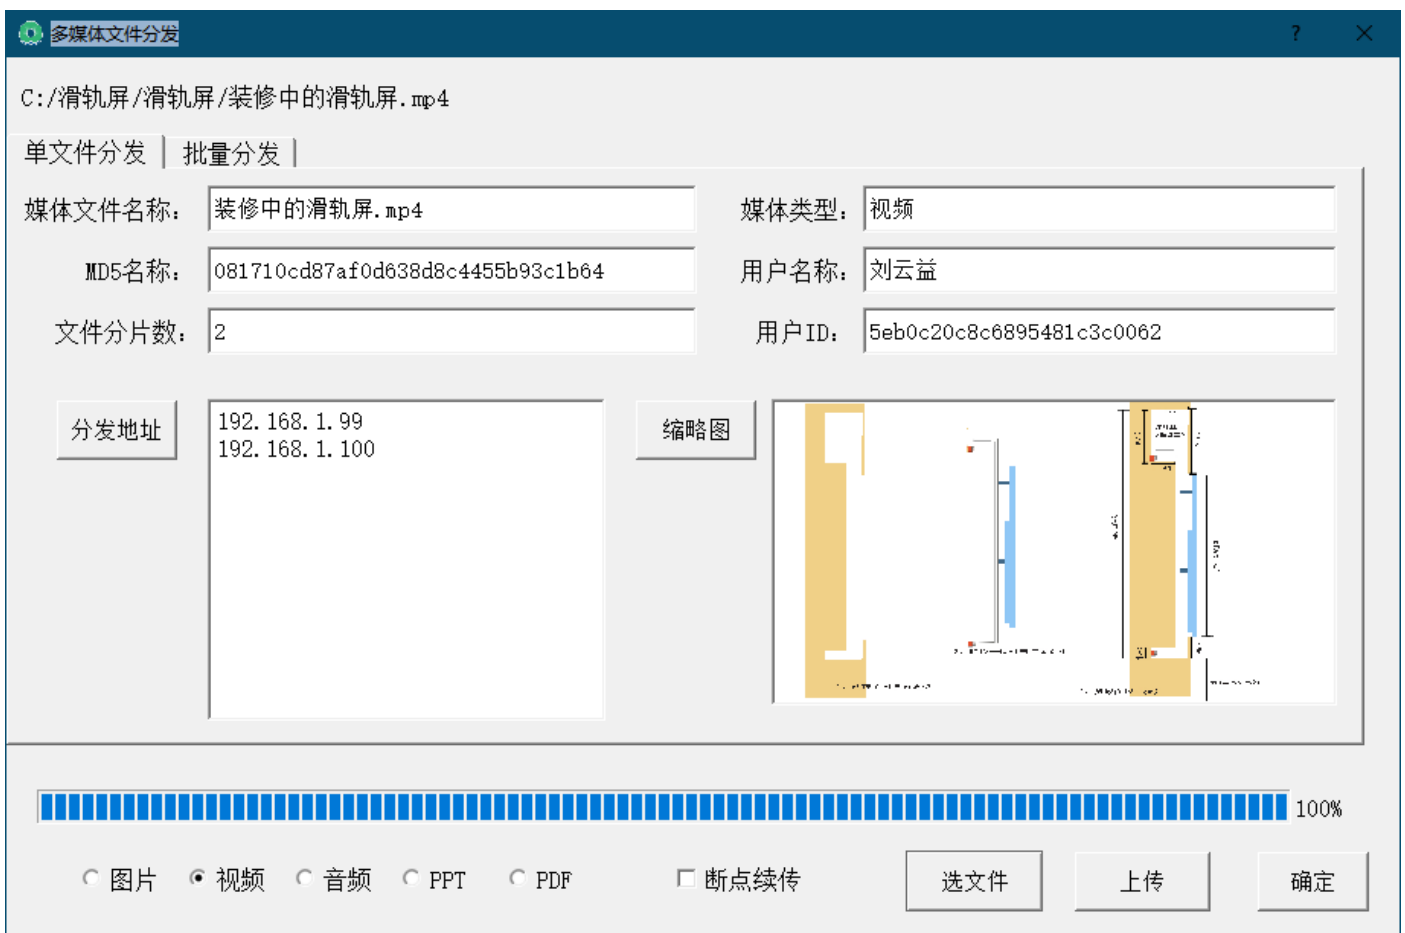 多媒体文件分发
?
C:/滑轨屏/滑轨屏/装修中的滑轨屏.mp4
单文件分发 批量分发
媒体文件名称: 装修中的滑轨屏.mp4 媒体类型: 视频
MD5名称: 081710cd87af0d638d8c4455b93c1b64 用户名称: 刘云益
文件分片数: 2 用户ID: 5eb0c20c8c6895481c3c0062
分发地址 192.168.1.99 缩略图
192.168.1.100
100%
图片 视频 音频 PPT PDF 断点续传 选文件 上传 确定